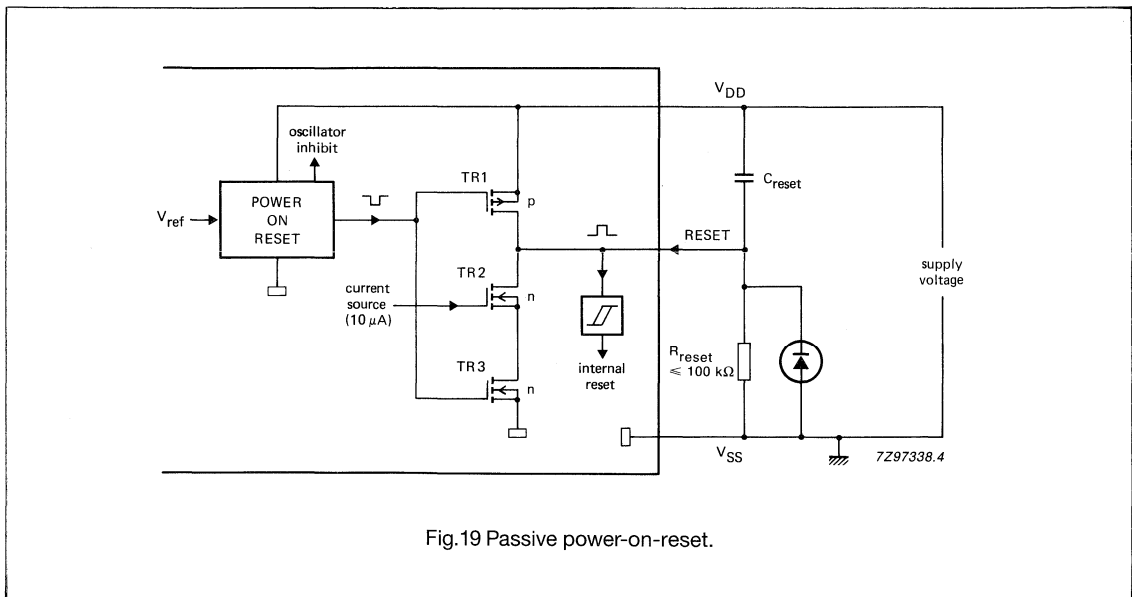 V_DD
oscillator
inhibit
TR1
C_reset
POWER
ON
RESET
V_ref
p
RESET
TR2
supply
voltage
current
source
(10 μA)
n
R_reset
≤ 100 kΩ
TR3
internal
reset
n
V_SS
7Z97338.4
Fig.19 Passive power-on-reset.